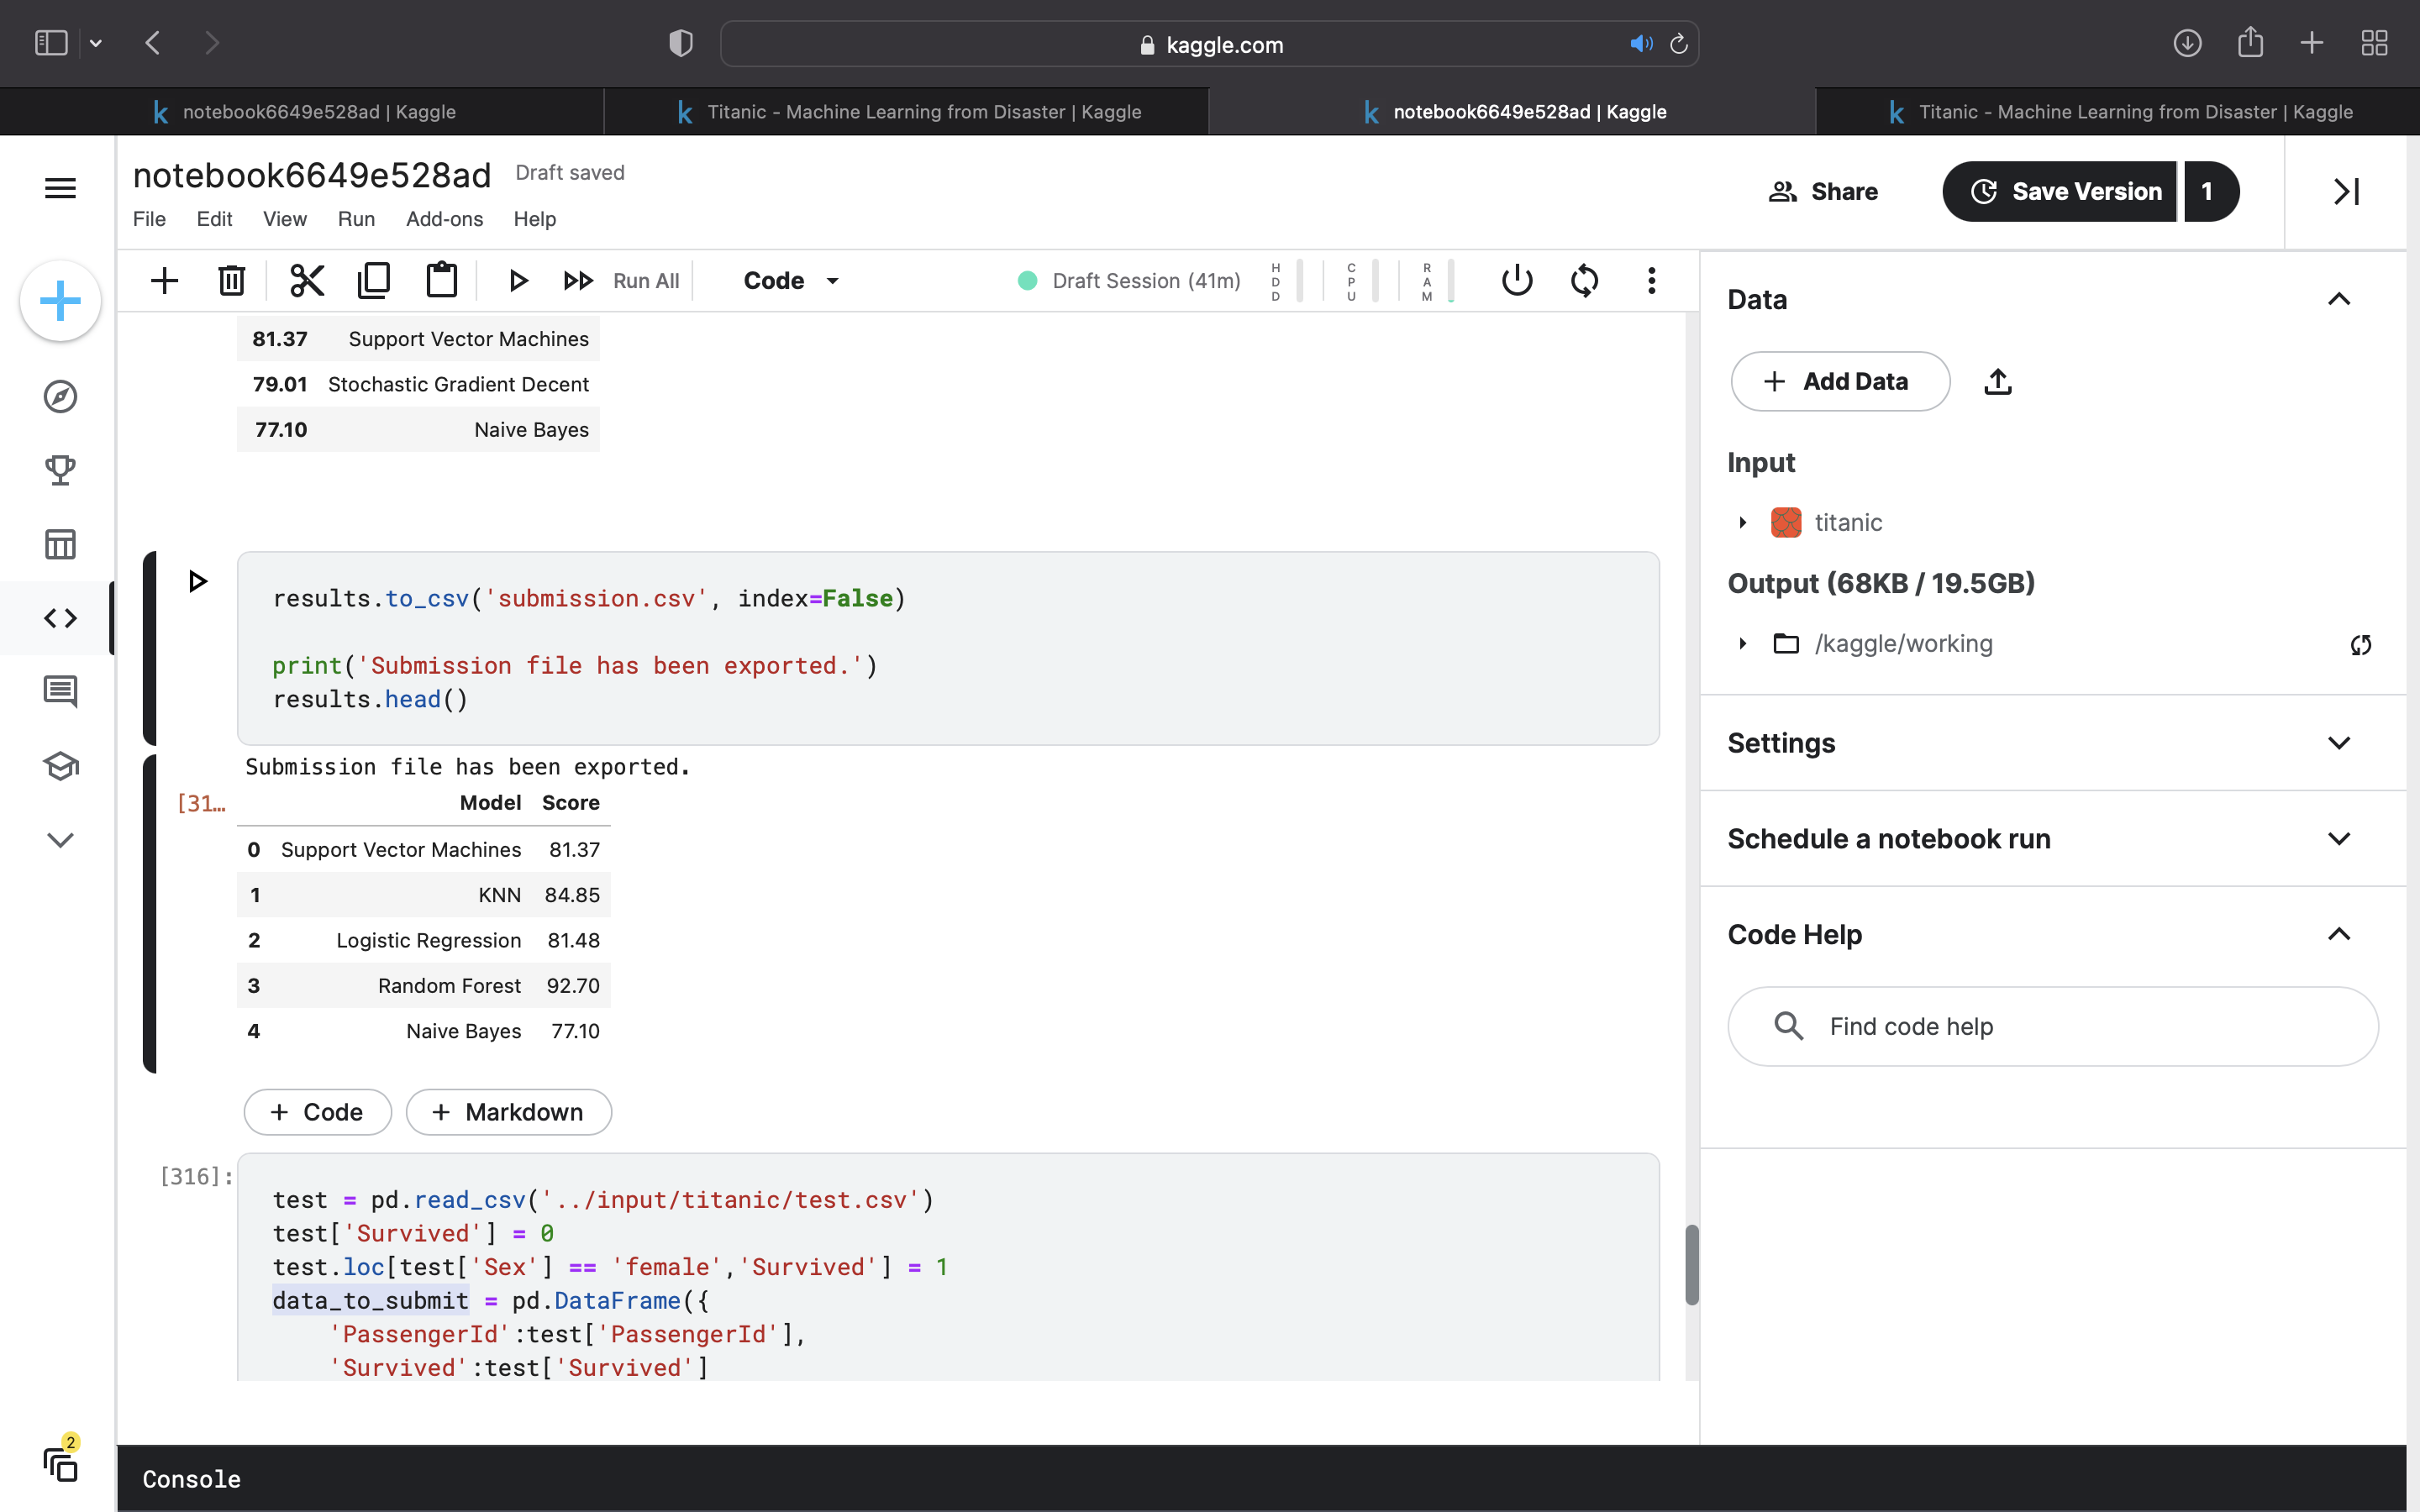 kaggle.com
notebook6649e528ad | Kaggle
Titanic - Machine Learning from Disaster | Kaggle
notebook6649e528ad | Kaggle
Titanic - Machine Learning from Disaster | Kaggle
notebook6649e528ad Draft saved
File Edit View Run Add-ons Help
Share
Save Version 1
Run All Code Draft Session (41m) HDD CPU RAM
81.37 Support Vector Machines
79.01 Stochastic Gradient Decent
77.10 Naive Bayes
results.to_csv('submission.csv', index=False)
print('Submission file has been exported.')
results.head()
Submission file has been exported.
[31…
Model Score
0 Support Vector Machines 81.37
1 KNN 84.85
2 Logistic Regression 81.48
3 Random Forest 92.70
4 Naive Bayes 77.10
+ Code + Markdown
[316]:
test = pd.read_csv('../input/titanic/test.csv')
test['Survived'] = 0
test.loc[test['Sex'] == 'female','Survived'] = 1
data_to_submit = pd.DataFrame({
'PassengerId':test['PassengerId'],
'Survived':test['Survived']
Data
+ Add Data
Input
titanic
Output (68KB / 19.5GB)
/kaggle/working
Settings
Schedule a notebook run
Code Help
Find code help
2
Console